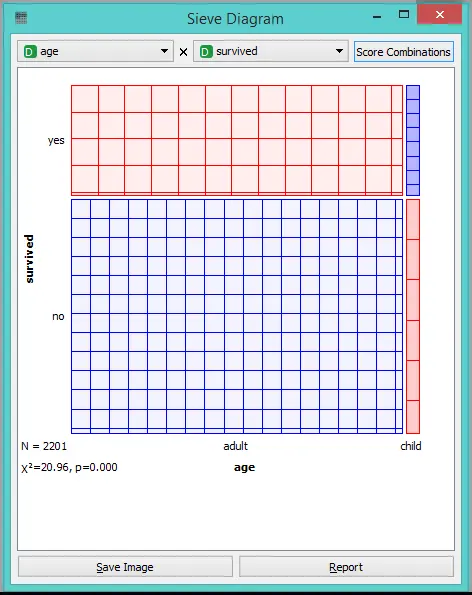 Sieve Diagram
D age × D survived Score Combinations
yes
survived
no
N = 2201 adult child
χ²=20.96, p=0.000 age
Save Image Report